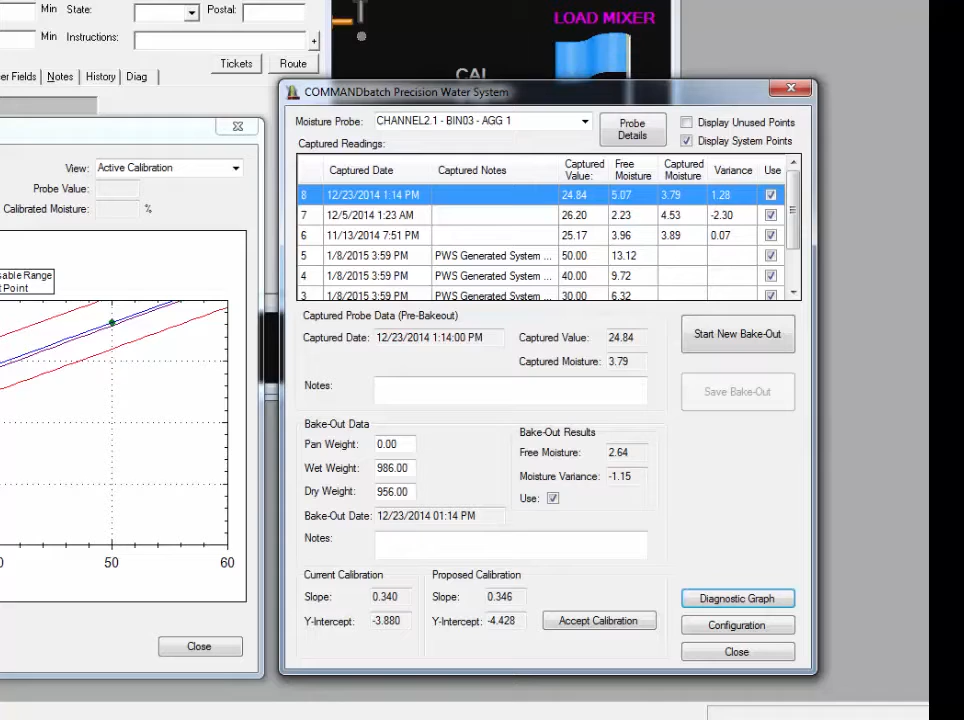 Min State: Postal:
Min Instructions: +
Tickets Route
er Fields Notes History Diag
LOAD MIXER
CAL
View: Active Calibration
Probe Value:
Calibrated Moisture: %
sable Range
t Point
0 50 60
Close
COMMANDbatch Precision Water System
Moisture Probe: CHANNEL2.1 - BIN03 - AGG 1
Probe Details
Display Unused Points
Display System Points
Captured Readings:
Captured Date Captured Notes Captured Value: Free Moisture Captured Moisture Variance Use
8 12/23/2014 1:14 PM 24.84 5.07 3.79 1.28
7 12/5/2014 1:23 AM 26.20 2.23 4.53 -2.30
6 11/13/2014 7:51 PM 25.17 3.96 3.89 0.07
5 1/8/2015 3:59 PM PWS Generated System ... 50.00 13.12
4 1/8/2015 3:59 PM PWS Generated System ... 40.00 9.72
3 1/8/2015 3:59 PM PWS Generated System ... 30.00 6.32
Captured Probe Data (Pre-Bakeout)
Captured Date: 12/23/2014 1:14:00 PM Captured Value: 24.84
Captured Moisture: 3.79
Notes:
Start New Bake-Out
Save Bake-Out
Bake-Out Data
Pan Weight: 0.00
Wet Weight: 986.00
Dry Weight: 956.00
Bake-Out Date: 12/23/2014 01:14 PM
Notes:
Bake-Out Results
Free Moisture: 2.64
Moisture Variance: -1.15
Use:
Current Calibration
Slope: 0.340
Y-Intercept: -3.880
Proposed Calibration
Slope: 0.346
Y-Intercept: -4.428
Accept Calibration
Diagnostic Graph
Configuration
Close